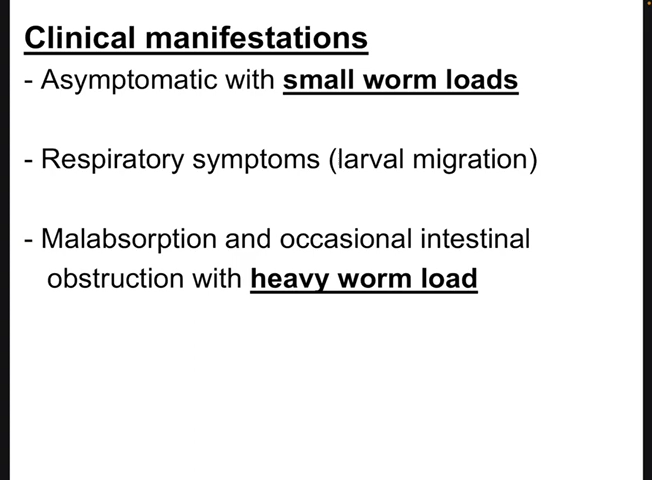 Clinical manifestations
- Asymptomatic with small worm loads
- Respiratory symptoms (larval migration)
- Malabsorption and occasional intestinal
obstruction with heavy worm load